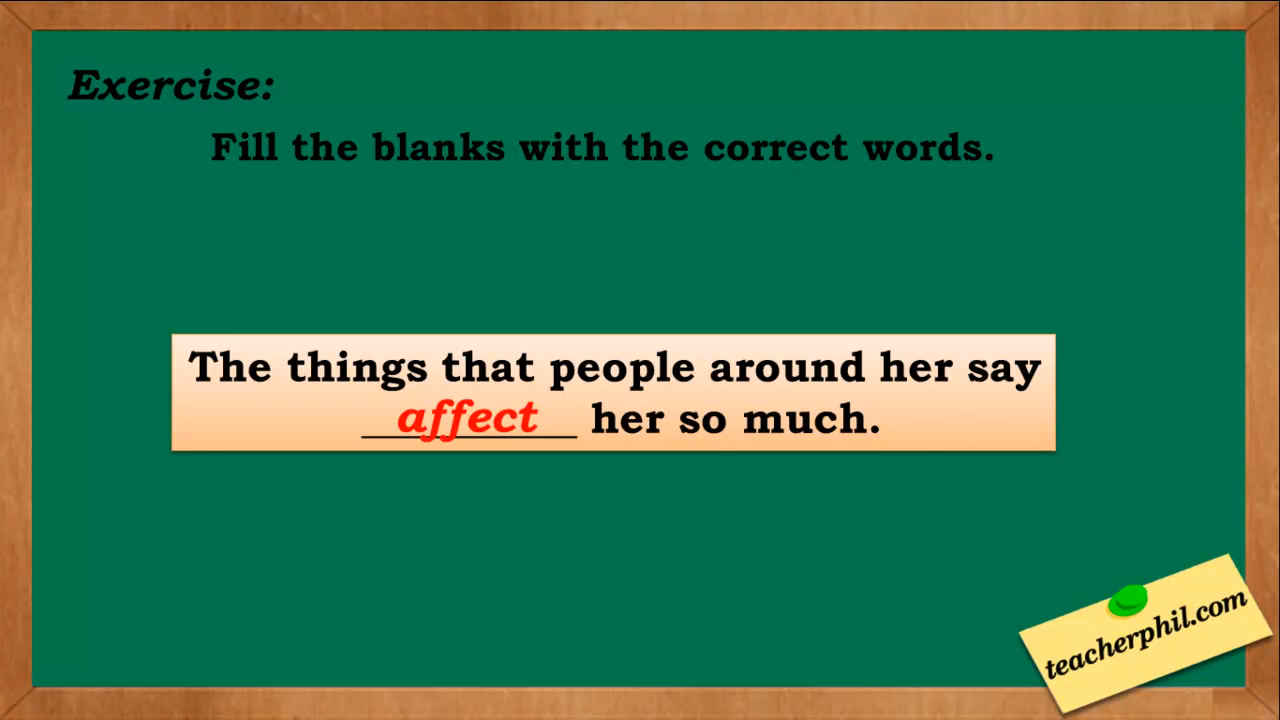 Exercise:
Fill the blanks with the correct words.
The things that people around her say
affect her so much.
teacherphil.com